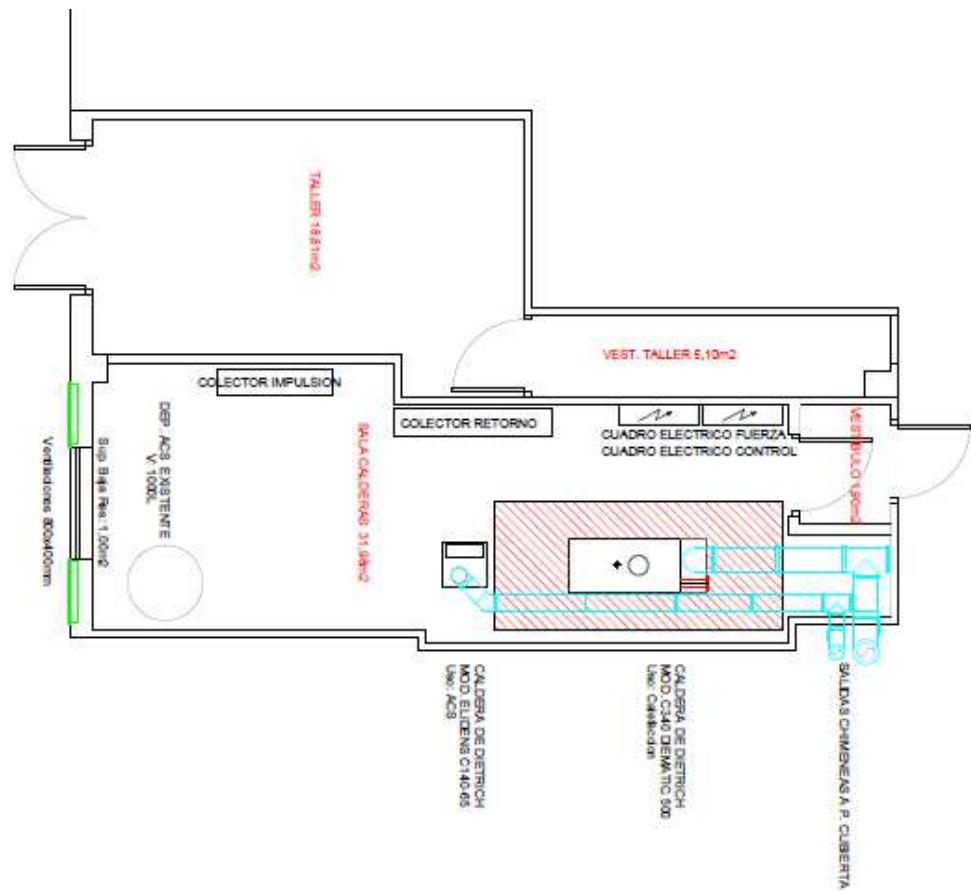 TALLER 18,81m2.
VEST. TALLER 5,10m2
COLECTOR IMPULSION
COLECTOR RETORNO
CUADRO ELECTRICO FUERZA
CUADRO ELECTRICO CONTROL
VESTIBULO 1,90m2
SALA CALDERAS 31,98m2
DEP. ACS EXISTENTE
V: 1000L
Sup. Baja Res.: 1.00m2
Ventilaciones 800x400mm.
CALDERA DE DIETRICH
MOD. ELIDENS C140-65
Uso: ACS
CALDERA DE DIETRICH
MOD. C340 DIEMATIC 500
Uso: Calefaccion
SALIDAS CHIMENEAS A P. CUBIERTA